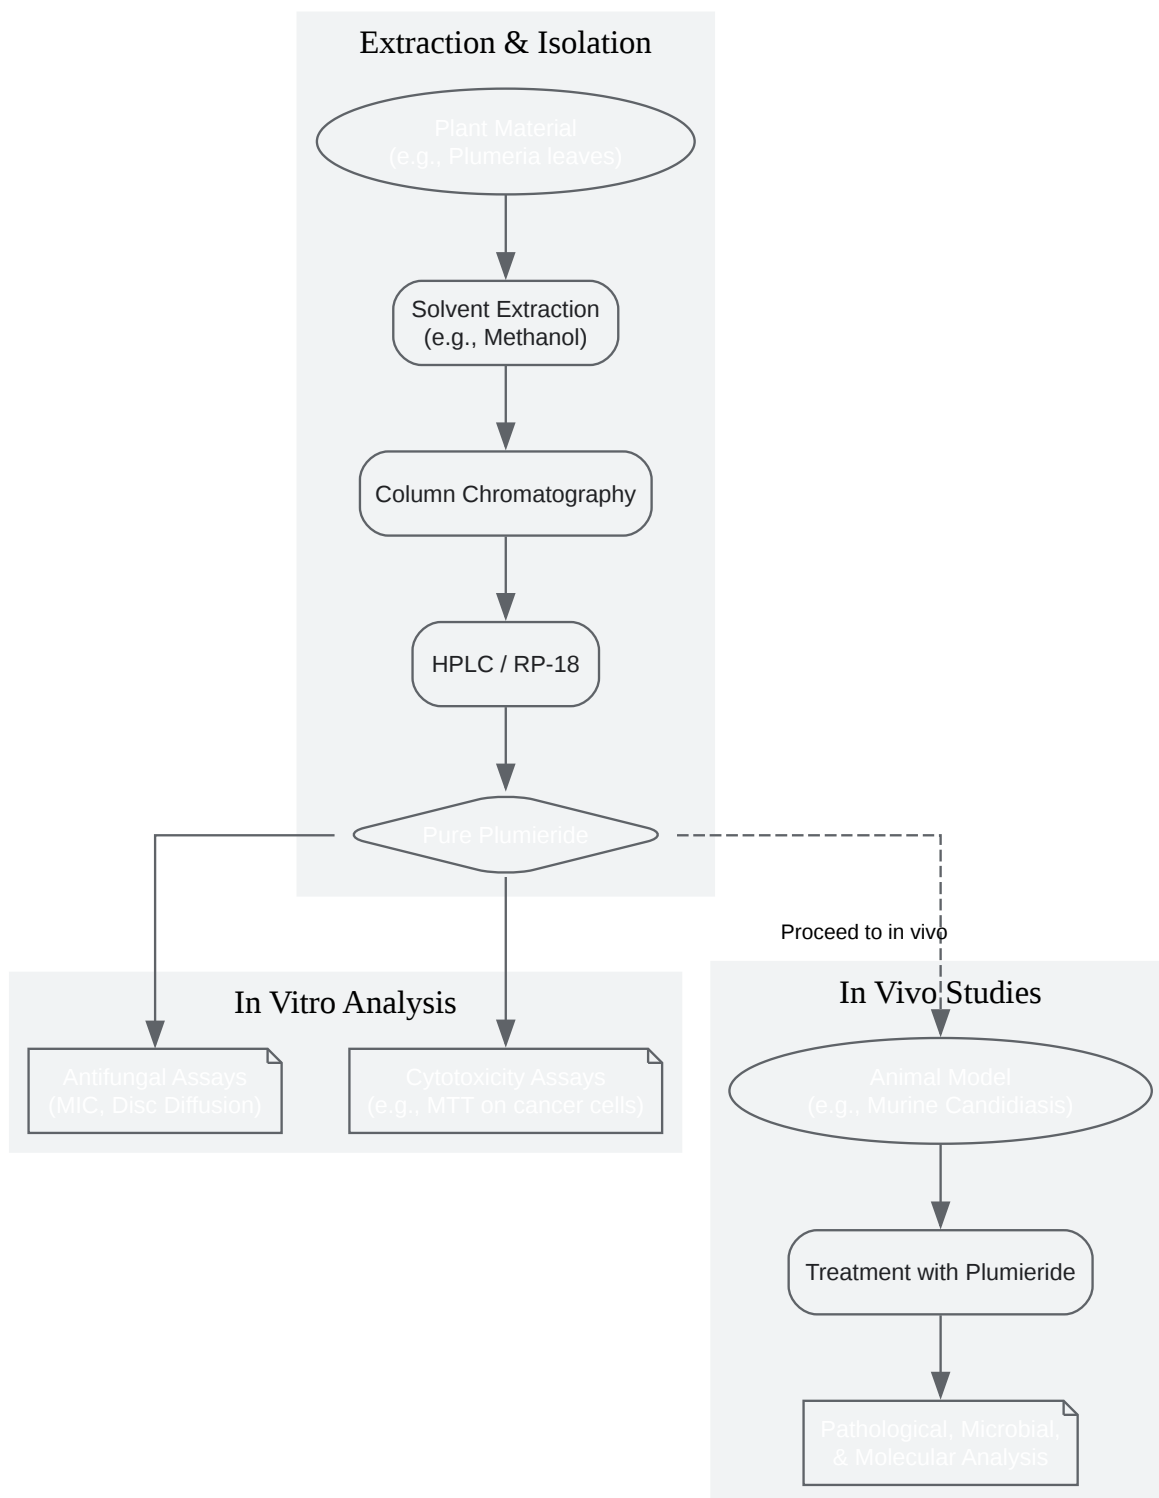 Extraction & Isolation
Plant Material
(e.g., Plumeria leaves)
Solvent Extraction
(e.g., Methanol)
Column Chromatography
HPLC / RP-18
Pure Plumieride
Proceed to in vivo
In Vitro Analysis
Antifungal Assays
(MIC, Disc Diffusion)
Cytotoxicity Assays
(e.g., MTT on cancer cells)
In Vivo Studies
Animal Model
(e.g., Murine Candidiasis)
Treatment with Plumieride
Pathological, Microbial,
& Molecular Analysis